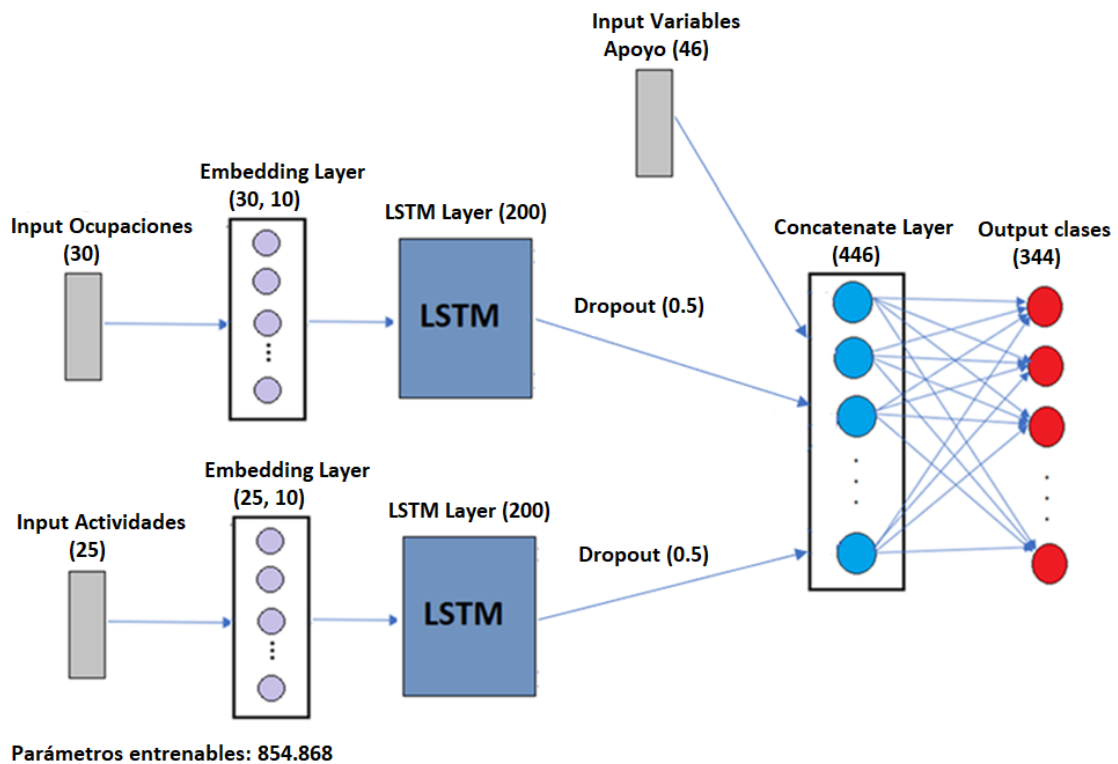 Input Variables
Apoyo (46)
Embedding Layer
(30, 10)
Input Ocupaciones
(30)
LSTM Layer (200)
LSTM
Dropout (0.5)
Concatenate Layer
(446)
Output clases
(344)
Embedding Layer
(25, 10)
Input Actividades
(25)
LSTM Layer (200)
LSTM
Dropout (0.5)
Parámetros entrenables: 854.868